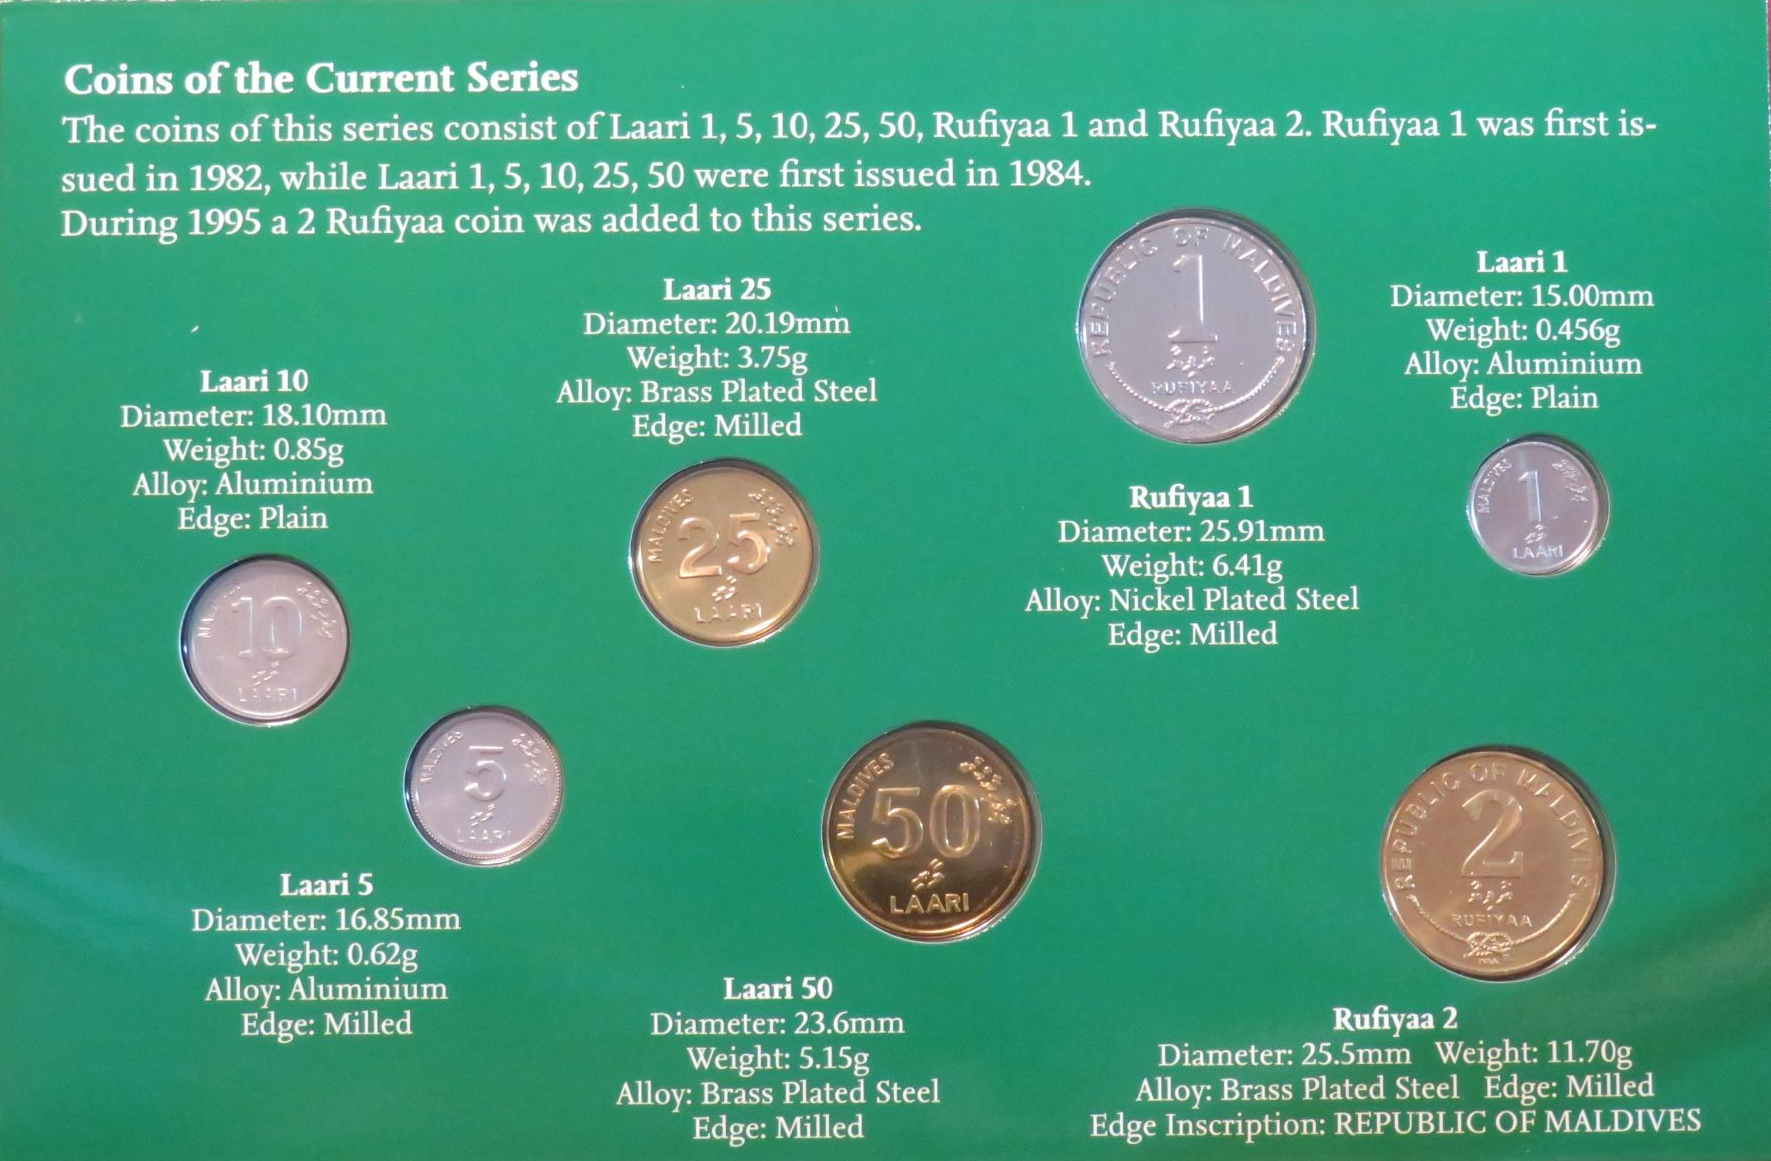 Coins of the Current Series
The coins of this series consist of Laari 1, 5, 10, 25, 50, Rufiyaa 1 and Rufiyaa 2. Rufiyaa 1 was first is-
sued in 1982, while Laari 1, 5, 10, 25, 50 were first issued in 1984.
During 1995 a 2 Rufiyaa coin was added to this series.
Laari 10
Diameter: 18.10mm
Weight: 0.85g
Alloy: Aluminium
Edge: Plain
10
LAARI
Laari 25
Diameter: 20.19mm
Weight: 3.75g
Alloy: Brass Plated Steel
Edge: Milled
MALDIVES
25
LAARI
REPUBLIC OF MALDIVES
1
RUFIYAA
Rufiyaa 1
Diameter: 25.91mm
Weight: 6.41g
Alloy: Nickel Plated Steel
Edge: Milled
Laari 1
Diameter: 15.00mm
Weight: 0.456g
Alloy: Aluminium
Edge: Plain
MALDIVES
1
LAARI
MALDIVES
5
LAARI
Laari 5
Diameter: 16.85mm
Weight: 0.62g
Alloy: Aluminium
Edge: Milled
MALDIVES
50
LAARI
Laari 50
Diameter: 23.6mm
Weight: 5.15g
Alloy: Brass Plated Steel
Edge: Milled
REPUBLIC OF MALDIVES
2
RUFIYAA
Rufiyaa 2
Diameter: 25.5mm Weight: 11.70g
Alloy: Brass Plated Steel Edge: Milled
Edge Inscription: REPUBLIC OF MALDIVES